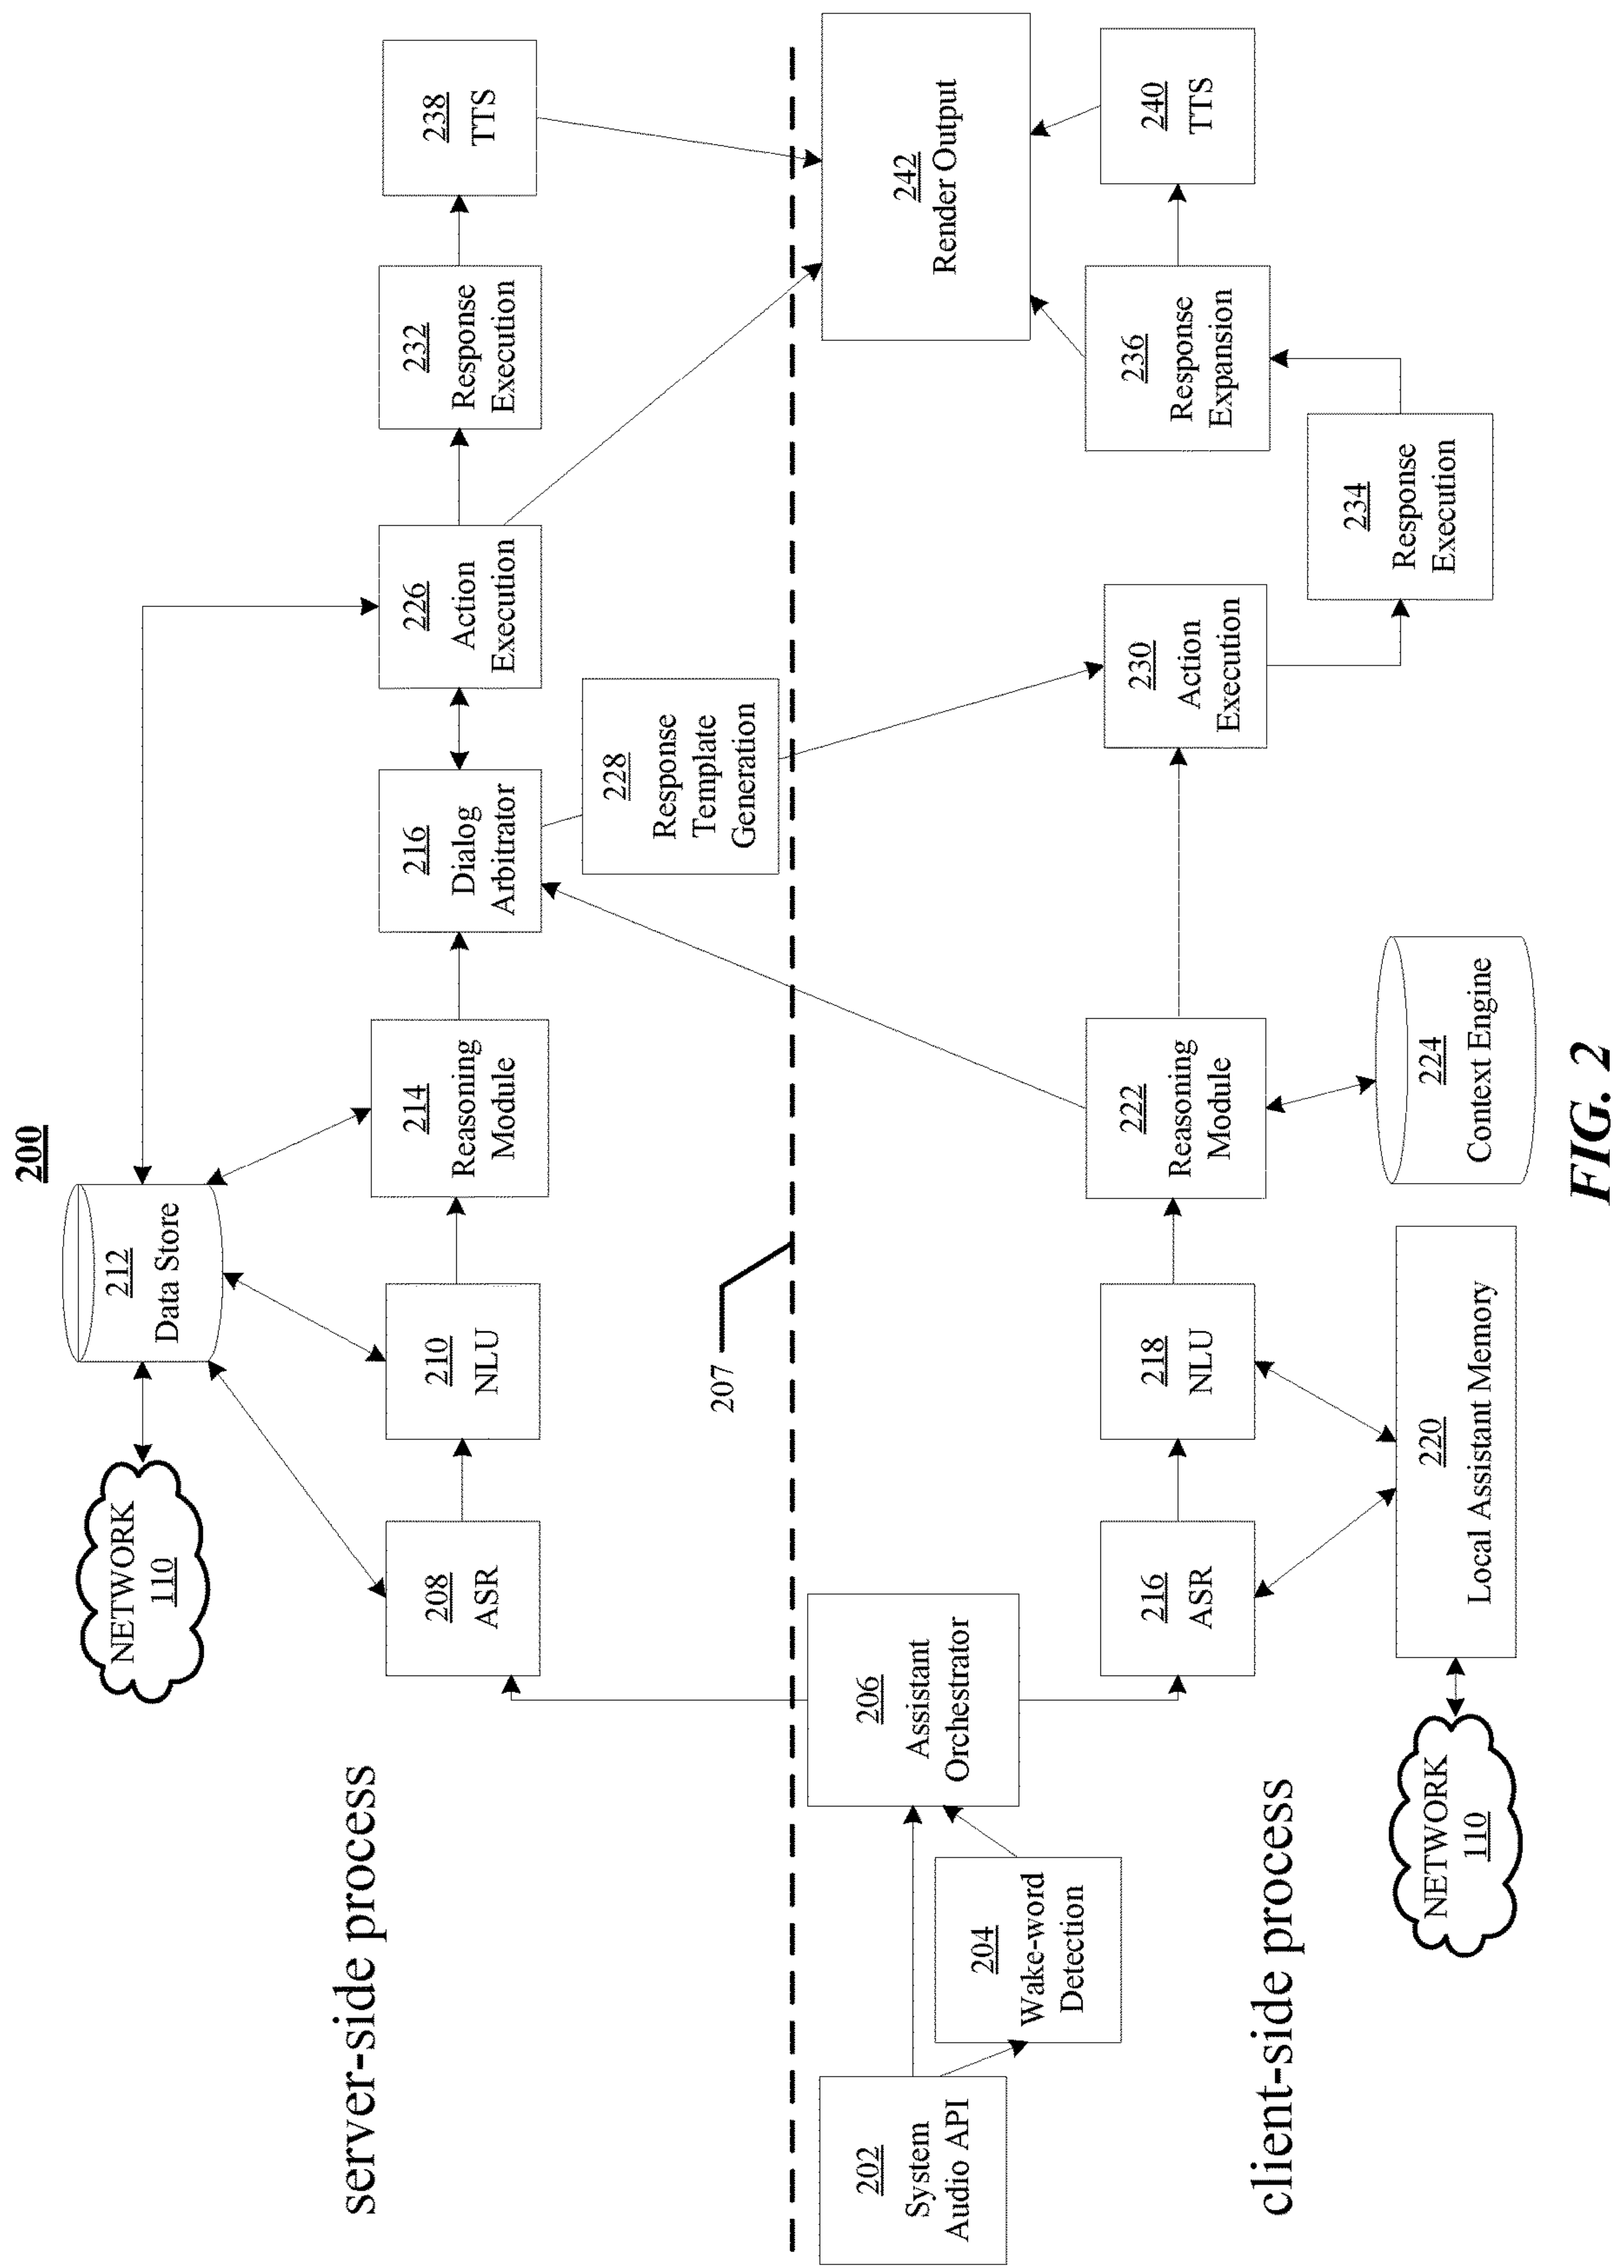 200
NETWORK
110
212
Data Store
server-side process
208
ASR
210
NLU
214
Reasoning
Module
216
Dialog
Arbitrator
226
Action
Execution
232
Response
Execution
238
TTS
228
Response
Template
Generation
207
202
System
Audio API
204
Wake-word
Detection
206
Assistant
Orchestrator
242
Render Output
client-side process
216
ASR
218
NLU
222
Reasoning
Module
230
Action
Execution
236
Response
Expansion
240
TTS
234
Response
Execution
NETWORK
110
220
Local Assistant Memory
224
Context Engine
FIG. 2